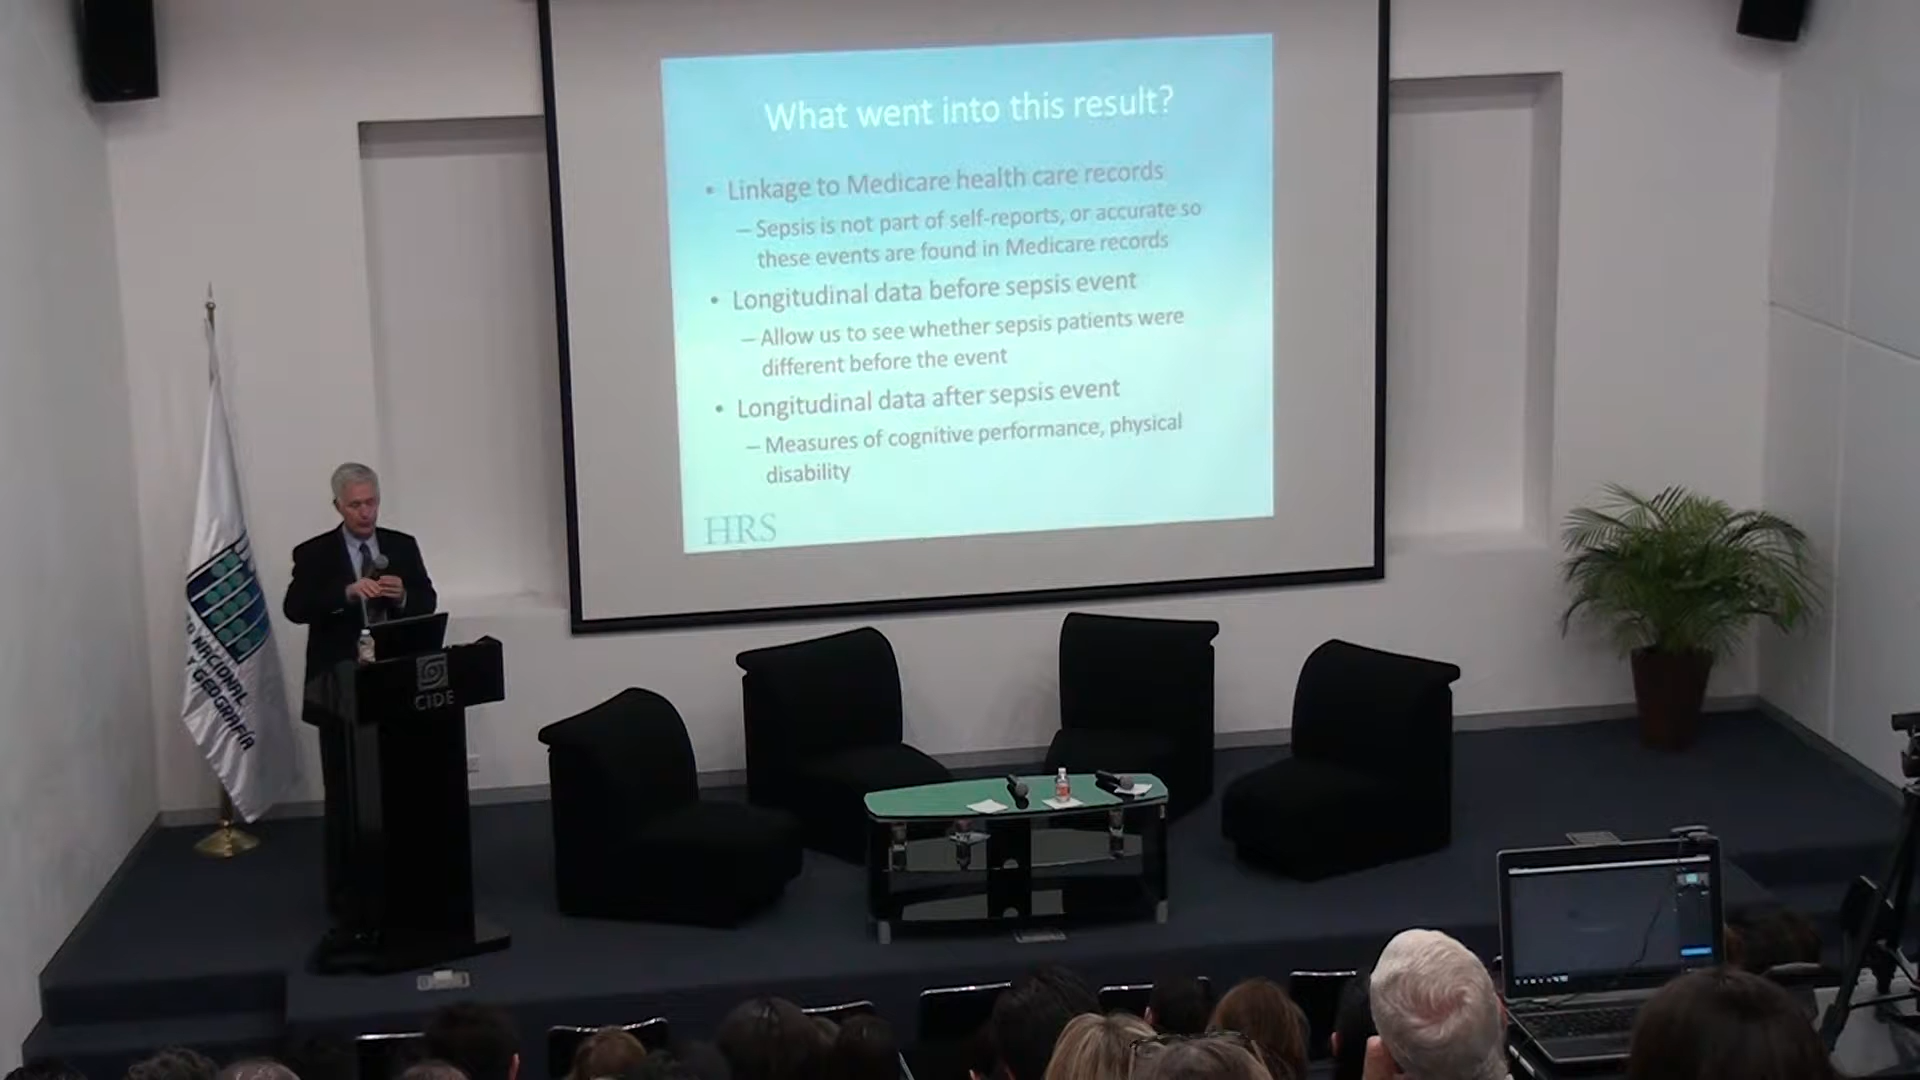 What went into this result?
• Linkage to Medicare health care records
– Sepsis is not part of self-reports, or accurate so
these events are found in Medicare records
• Longitudinal data before sepsis event
– Allow us to see whether sepsis patients were
different before the event
• Longitudinal data after sepsis event
– Measures of cognitive performance, physical
disability
HRS
NACIONAL
Y GEOGRAFÍA
CIDE